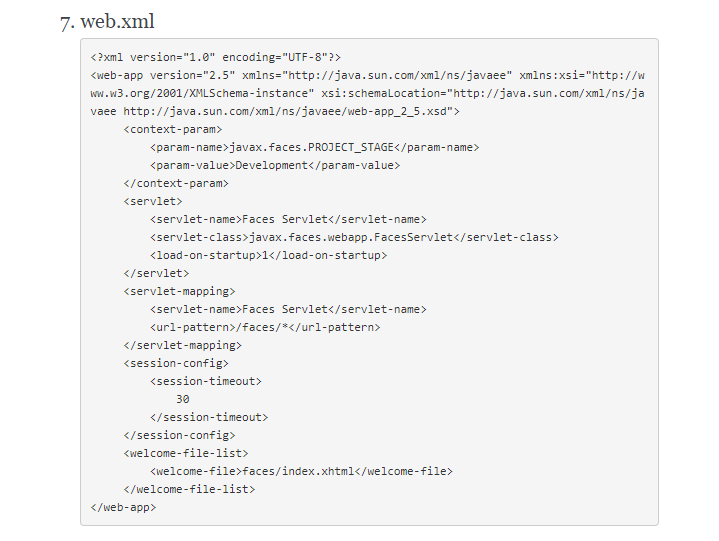 7. web.xml
<?xml version="1.0" encoding="UTF-8"?>
<web-app version="2.5" xmlns="http://java.sun.com/xml/ns/javaee" xmlns:xsi="http://w
ww.w3.org/2001/XMLSchema-instance" xsi:schemaLocation="http://java.sun.com/xml/ns/ja
vaee http://java.sun.com/xml/ns/javaee/web-app_2_5.xsd">
     <context-param>
         <param-name>javax.faces.PROJECT_STAGE</param-name>
         <param-value>Development</param-value>
     </context-param>
     <servlet>
         <servlet-name>Faces Servlet</servlet-name>
         <servlet-class>javax.faces.webapp.FacesServlet</servlet-class>
         <load-on-startup>1</load-on-startup>
     </servlet>
     <servlet-mapping>
         <servlet-name>Faces Servlet</servlet-name>
         <url-pattern>/faces/*</url-pattern>
     </servlet-mapping>
     <session-config>
         <session-timeout>
             30
         </session-timeout>
     </session-config>
     <welcome-file-list>
         <welcome-file>faces/index.xhtml</welcome-file>
     </welcome-file-list>
</web-app>